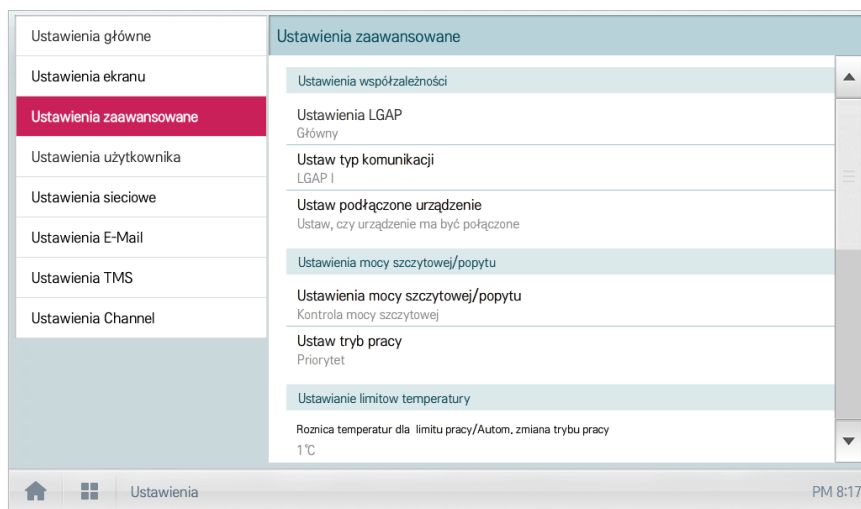 Ustawienia główne
Ustawienia ekranu
Ustawienia zaawansowane
Ustawienia użytkownika
Ustawienia sieciowe
Ustawienia E-Mail
Ustawienia TMS
Ustawienia Channel
Ustawienia zaawansowane
Ustawienia współzależności
Ustawienia LGAP
Główny
Ustaw typ komunikacji
LGAP I
Ustaw podłączone urządzenie
Ustaw, czy urządzenie ma być połączone
Ustawienia mocy szczytowej/popytu
Ustawienia mocy szczytowej/popytu
Kontrola mocy szczytowej
Ustaw tryb pracy
Priorytet
Ustawianie limitow temperatury
Roznica temperatur dla limitu pracy/Autom. zmiana trybu pracy
1℃
Ustawienia
PM 8:17